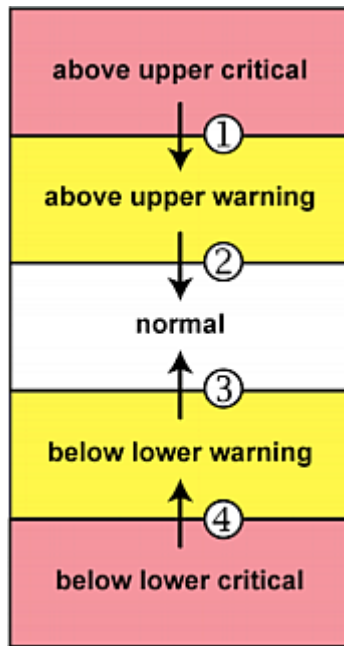 above upper critical
①
above upper warning
②
normal
③
below lower warning
④
below lower critical